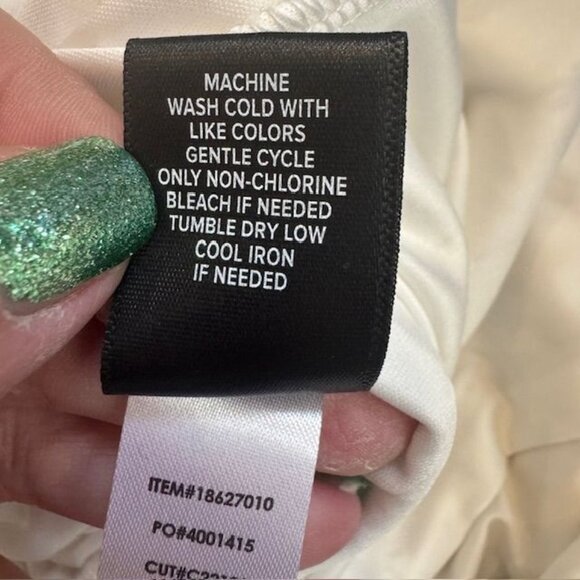 MACHINE
WASH COLD WITH
LIKE COLORS
GENTLE CYCLE
ONLY NON-CHLORINE
BLEACH IF NEEDED
TUMBLE DRY LOW
COOL IRON
IF NEEDED
ITEM#18627010
PO#4001415